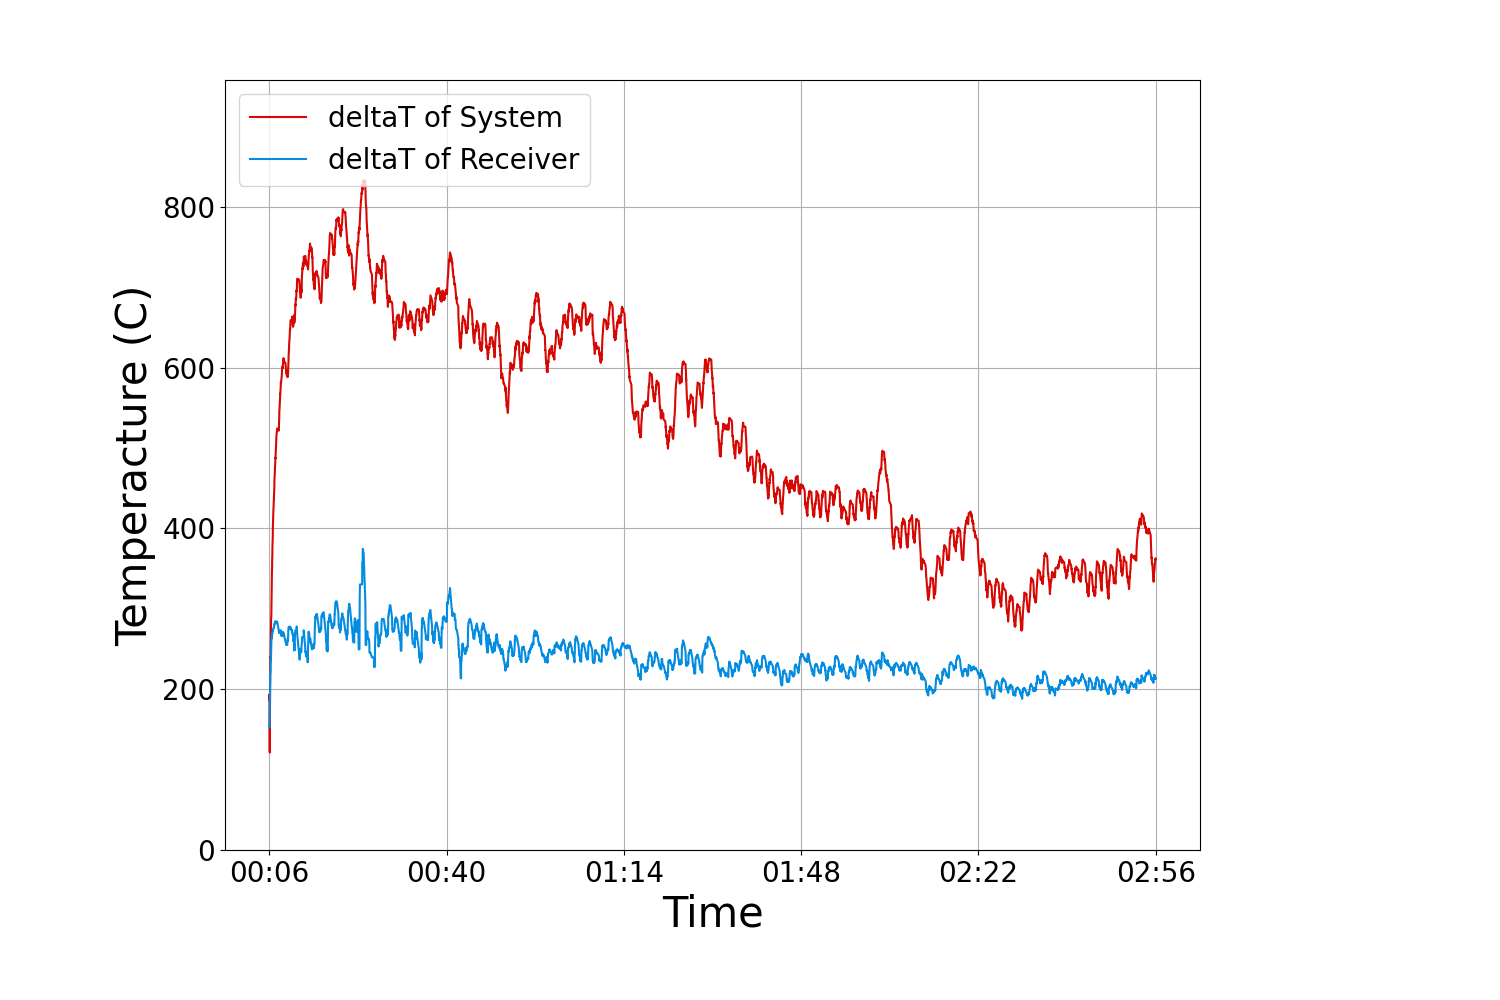 deltaT of System
deltaT of Receiver
800
600
400
200
0
Temperacture (C)
00:06 00:40 01:14 01:48 02:22 02:56
Time